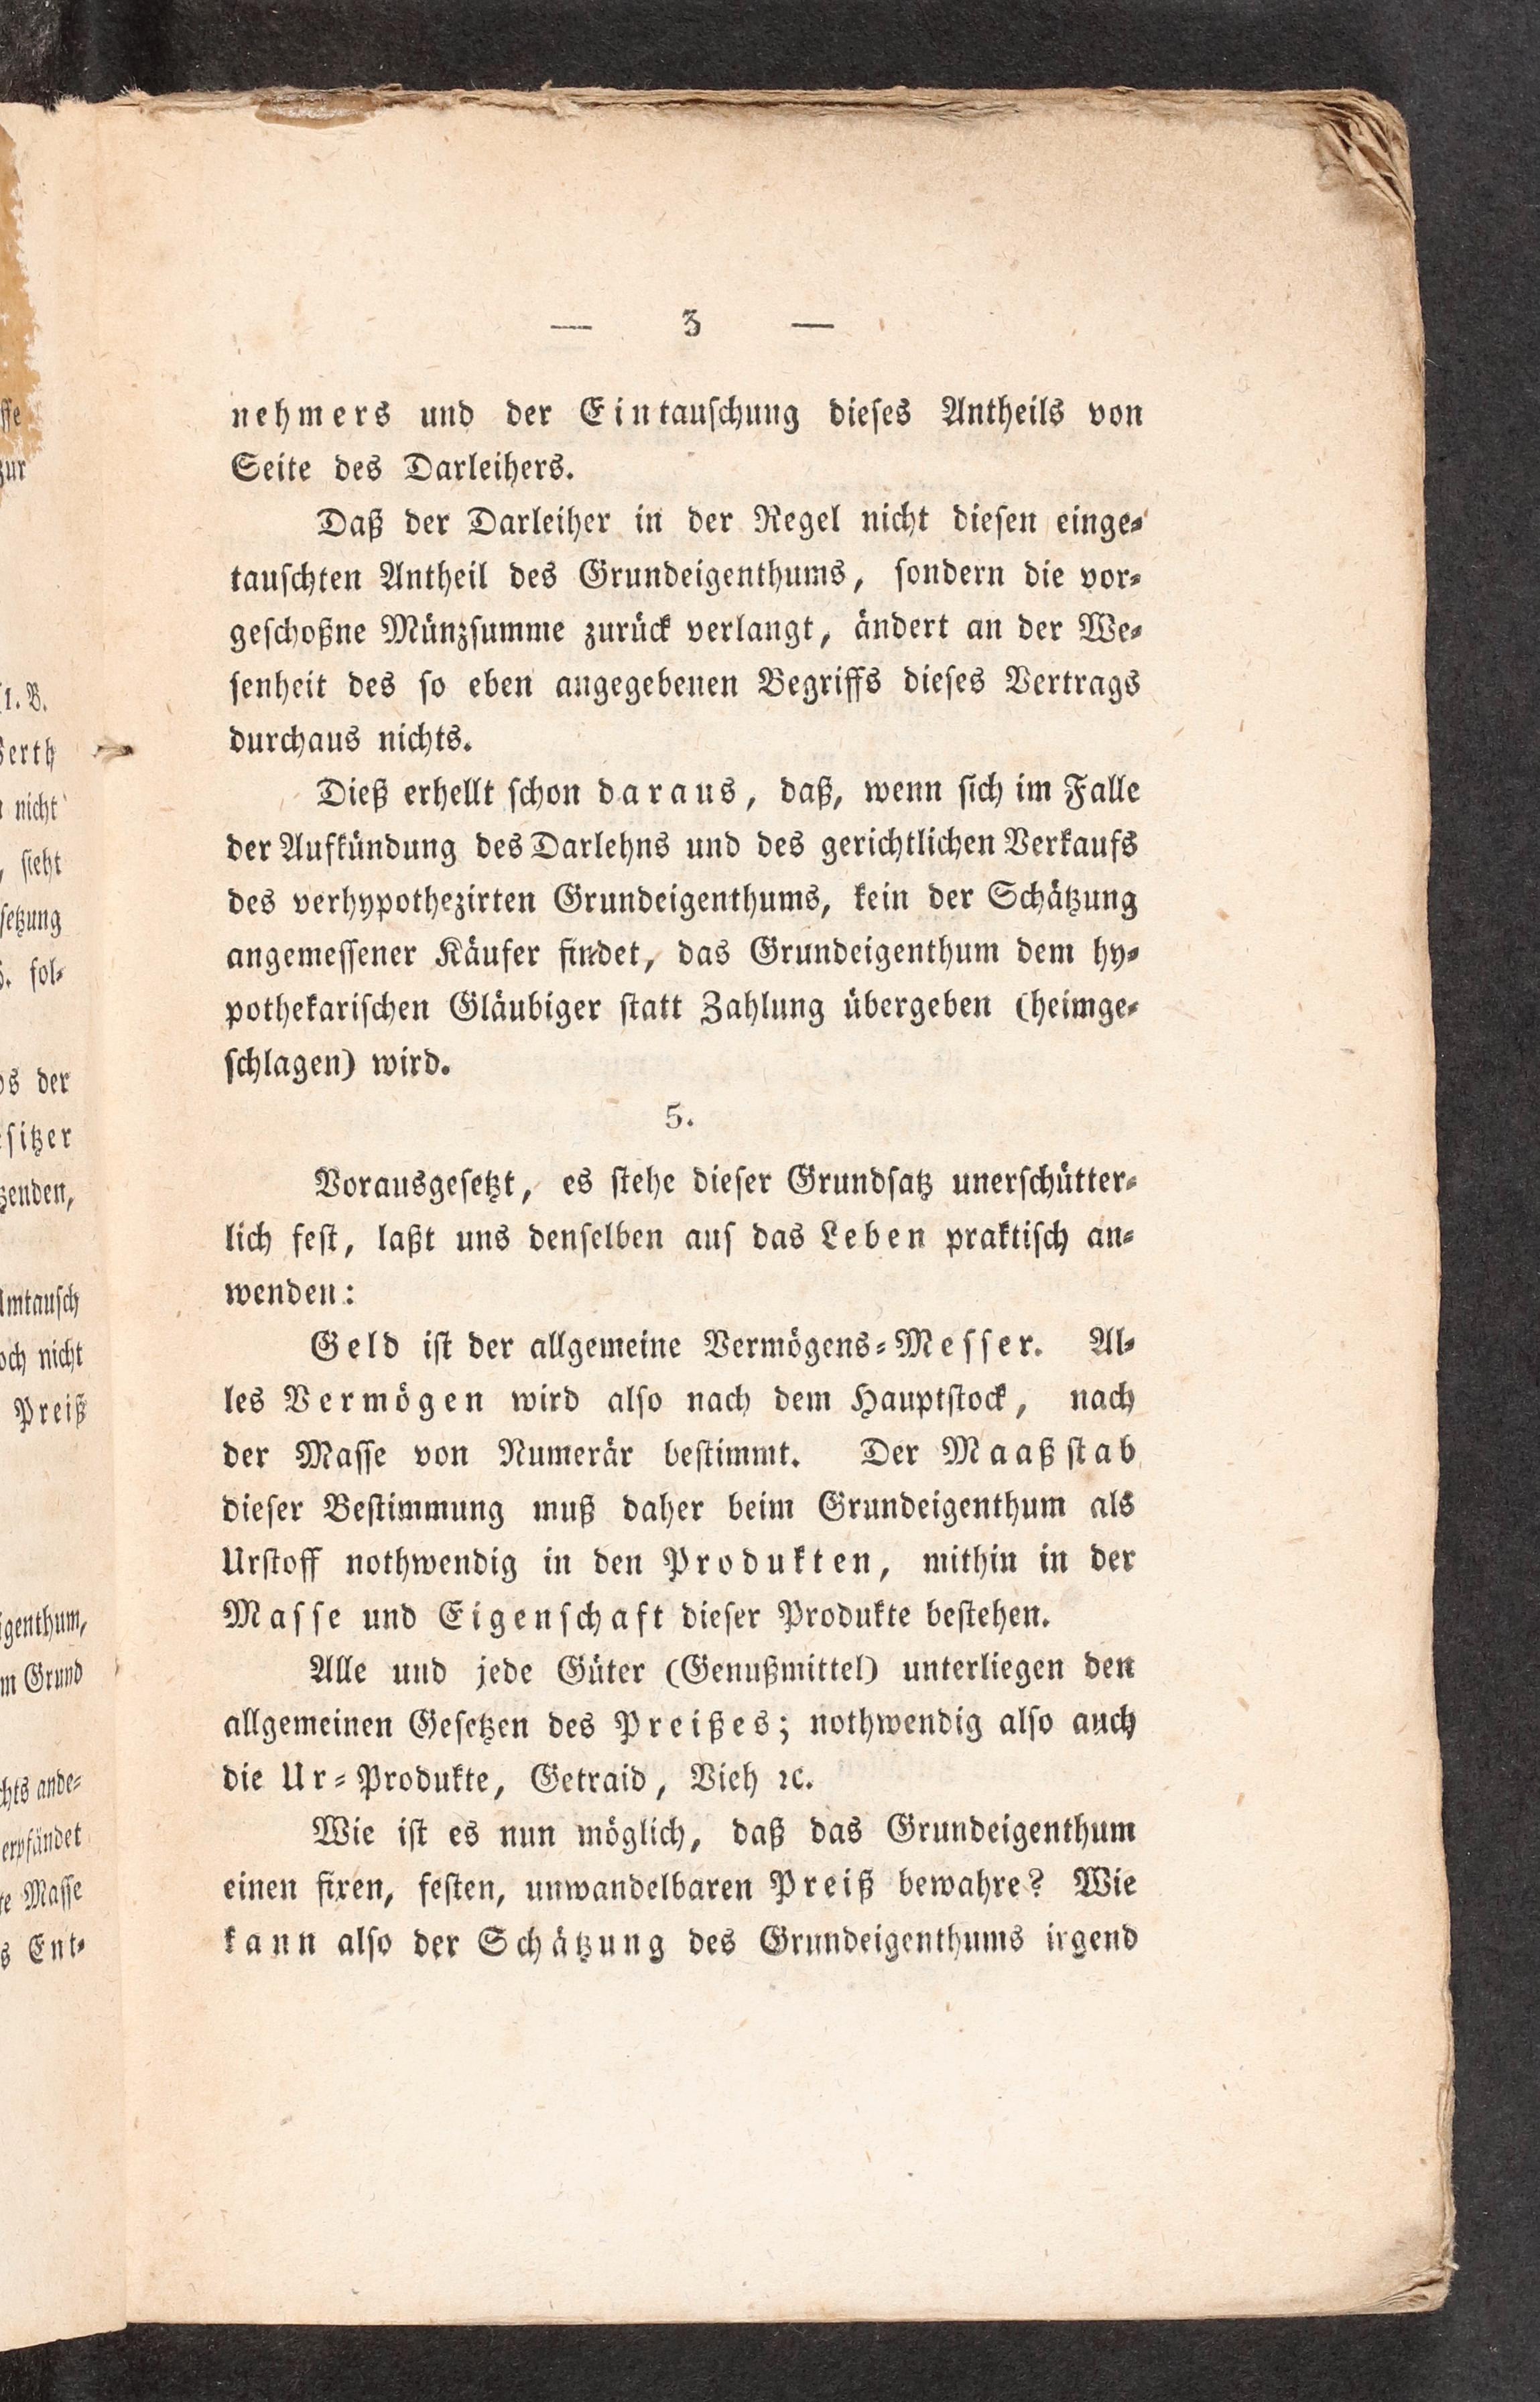 — 3 —
nehmers und der Eintauschung dieses Antheils von
Seite des Darleihers.
Daß der Darleiher in der Regel nicht diesen einge⸗
tauschten Antheil des Grundeigenthums, sondern die vor⸗
geschoßne Münzsumme zurück verlangt, ändert an der We⸗
senheit des so eben angegebenen Begriffs dieses Vertrags
durchaus nichts.
Dieß erhellt schon daraus, daß, wenn sich im Falle
der Aufkündung des Darlehns und des gerichtlichen Verkaufs
des verhypothezirten Grundeigenthums, kein der Schätzung
angemessener Käufer findet, das Grundeigenthum dem hy⸗
pothekarischen Gläubiger statt Zahlung übergeben (heimge⸗
schlagen) wird.
5.
Vorausgesetzt, es stehe dieser Grundsatz unerschütter⸗
lich fest, laßt uns denselben auf das Leben praktisch an⸗
wenden:
Geld ist der allgemeine Vermögens⸗Messer. Al⸗
les Vermögen wird also nach dem Hauptstock, nach
der Masse von Numerär bestimmt. Der Maaßstab
dieser Bestimmung muß daher beim Grundeigenthum als
Urstoff nothwendig in den Produkten, mithin in der
Masse und Eigenschaft dieser Produkte bestehen.
Alle und jede Güter (Genußmittel) unterliegen den
allgemeinen Gesetzen des Preißes; nothwendig also auch
die Ur⸗Produkte, Getraid, Vieh ꝛc.
Wie ist es nun möglich, daß das Grundeigenthum
einen fixen, festen, unwandelbaren Preiß bewahre? Wie
kann also der Schätzung des Grundeigenthums irgend